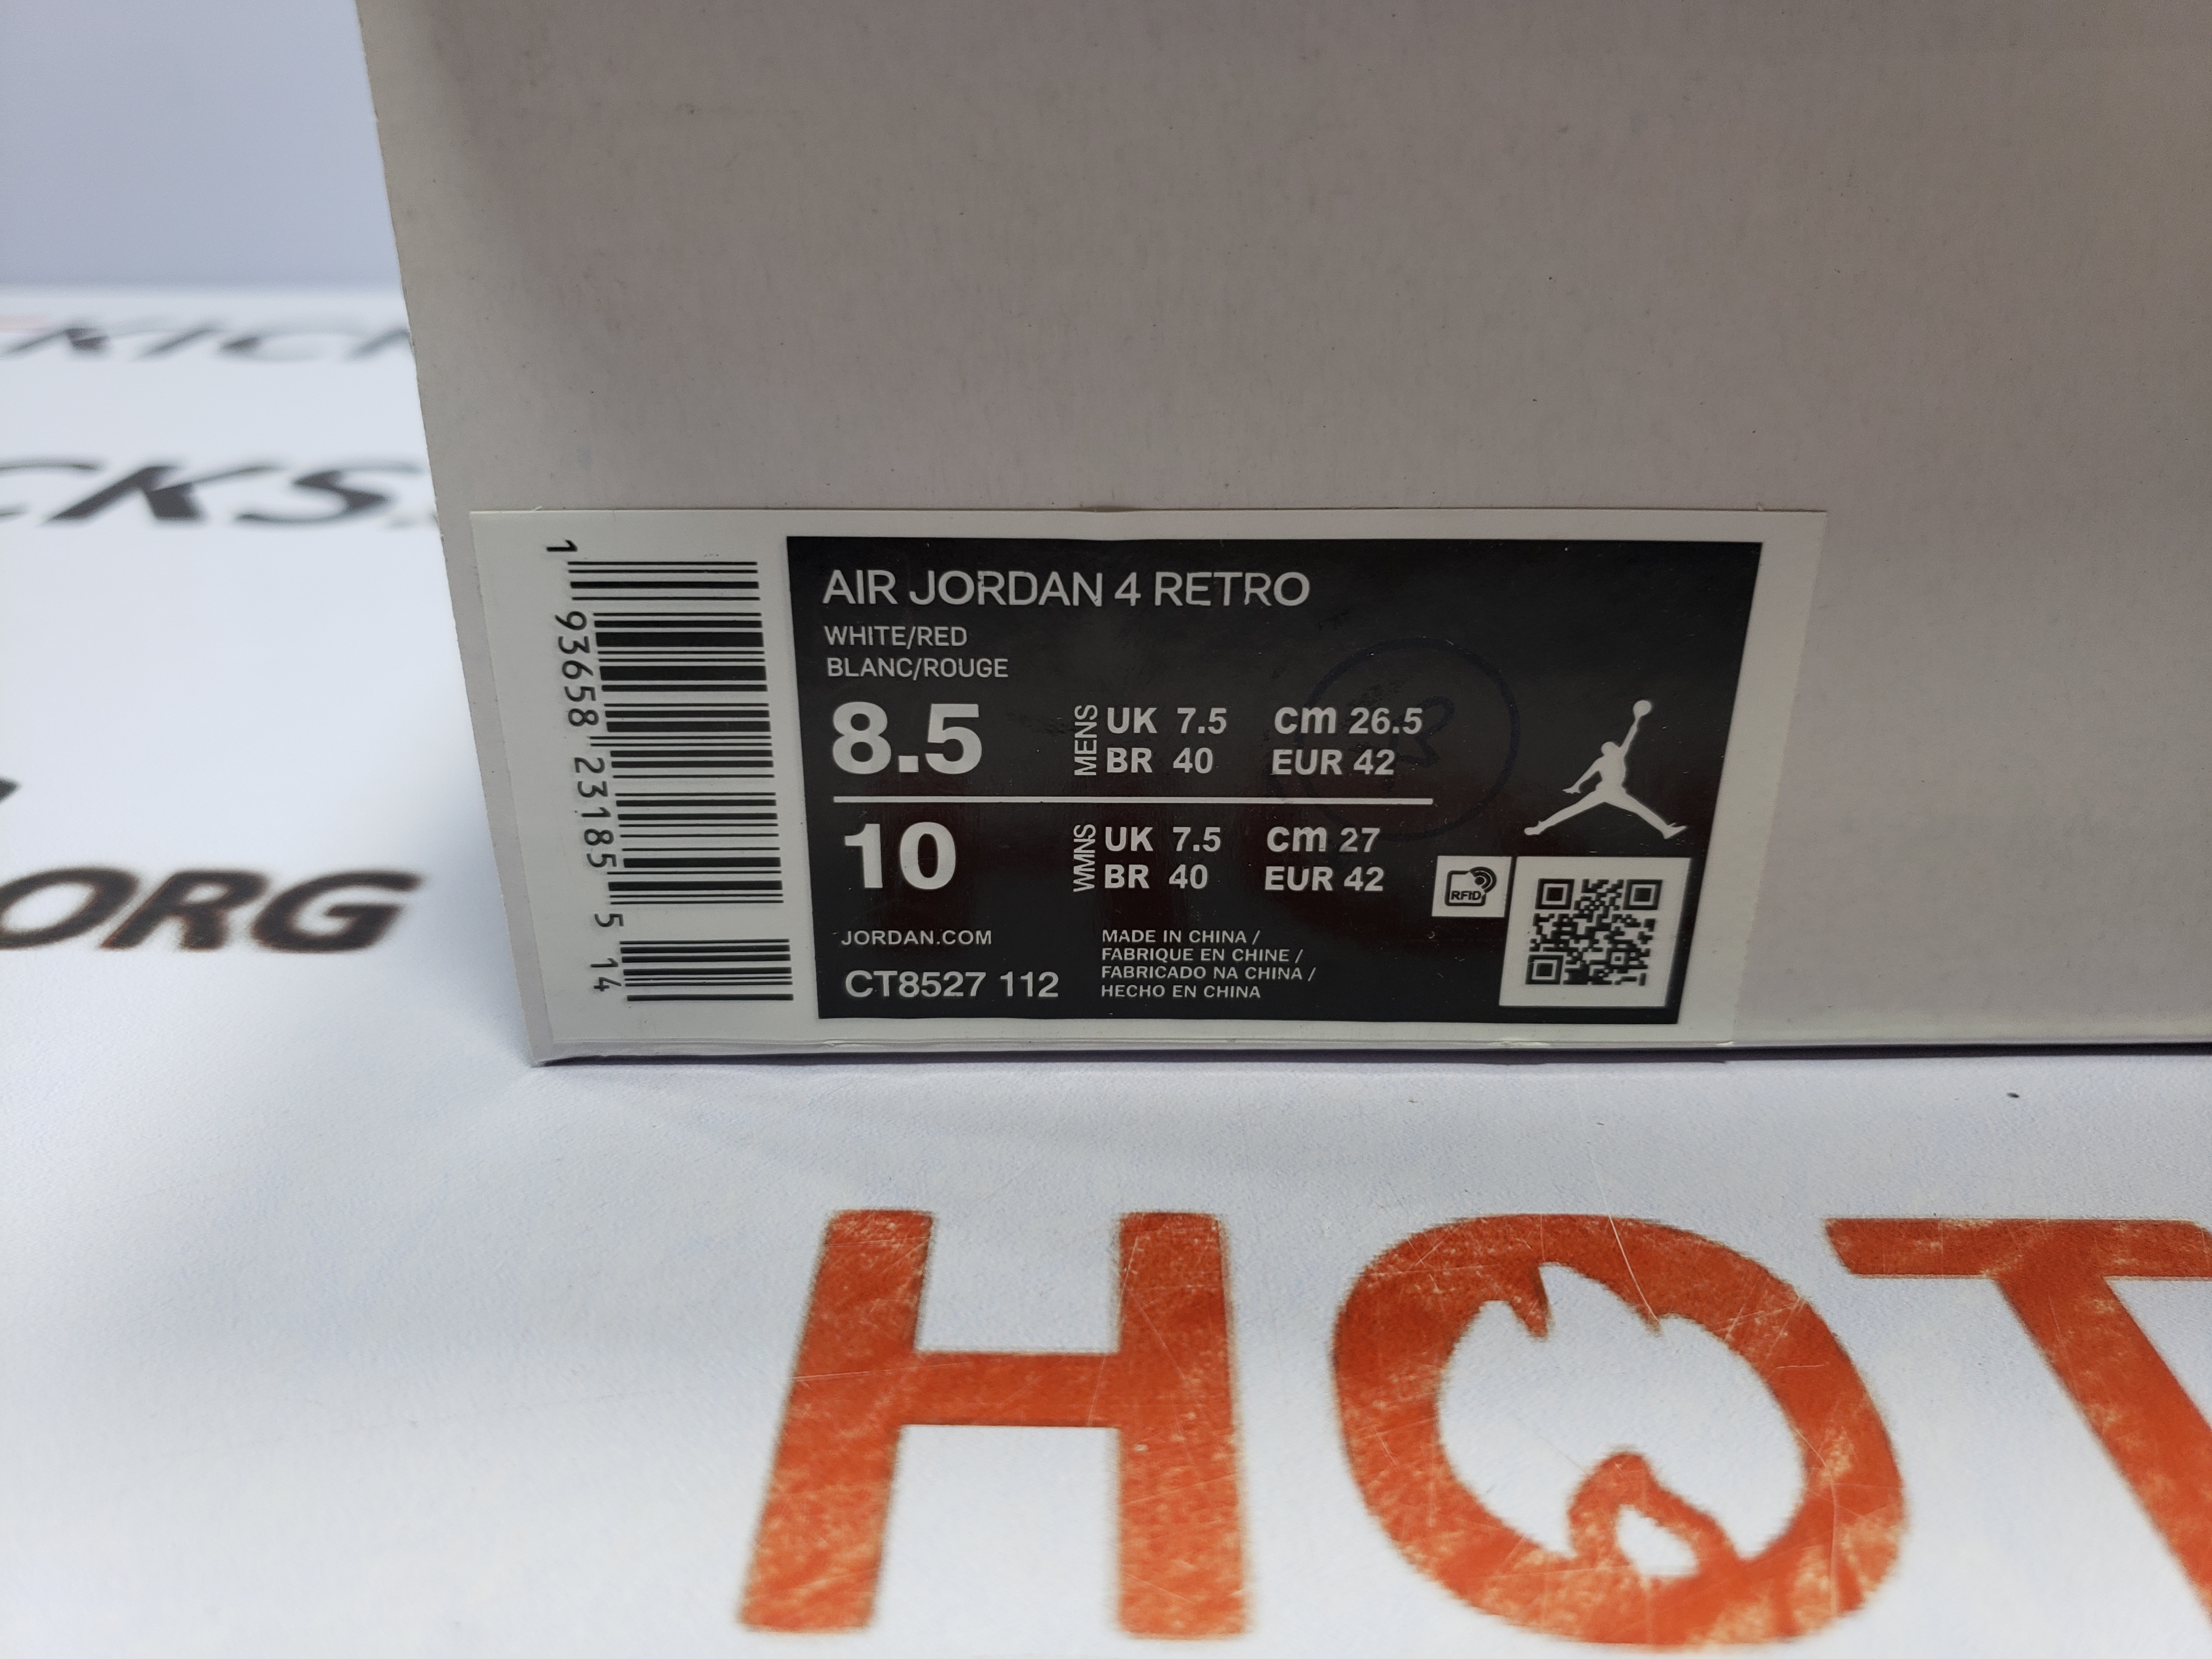 KICK
CKS.
ORG
1 93658 23185 5 14
AIR JORDAN 4 RETRO
WHITE/RED
BLANC/ROUGE
8.5 MENS UK 7.5 cm 26.5
BR 40 EUR 42
10 WMNS UK 7.5 cm 27
BR 40 EUR 42
RFID
JORDAN.COM
CT8527 112
MADE IN CHINA /
FABRIQUE EN CHINE /
FABRICADO NA CHINA /
HECHO EN CHINA
HOT